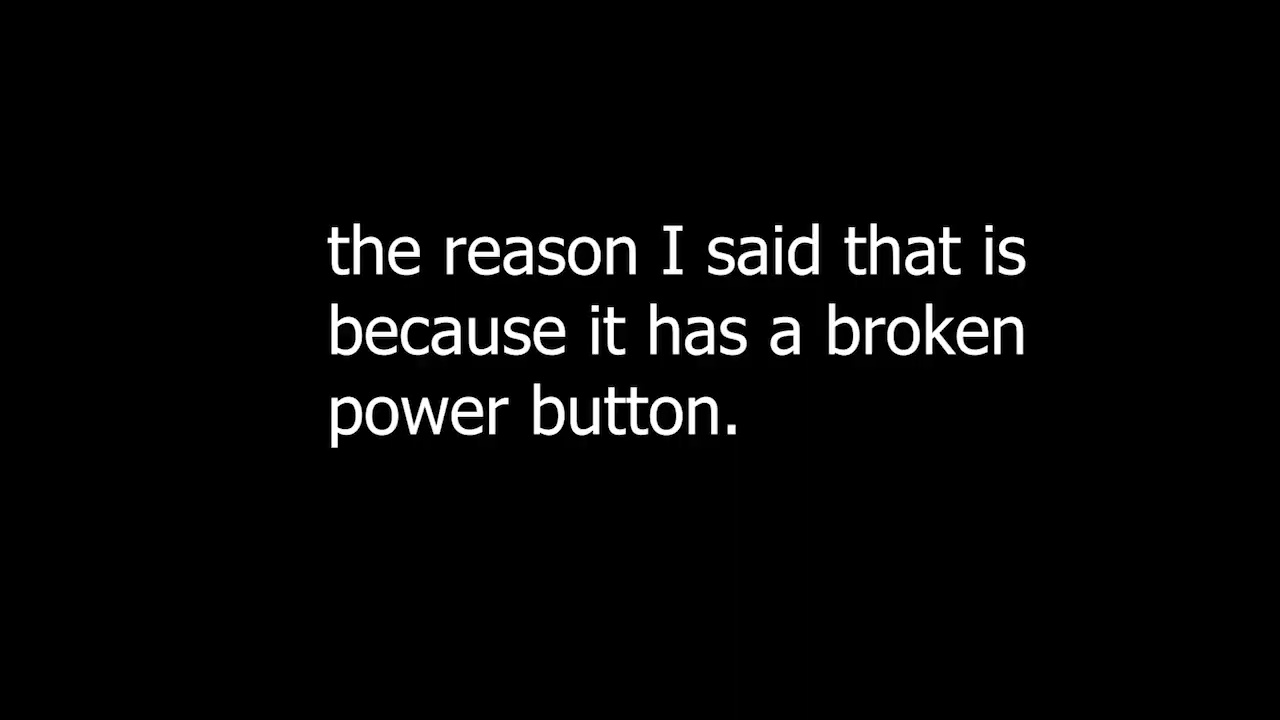 the reason I said that is
because it has a broken
power button.